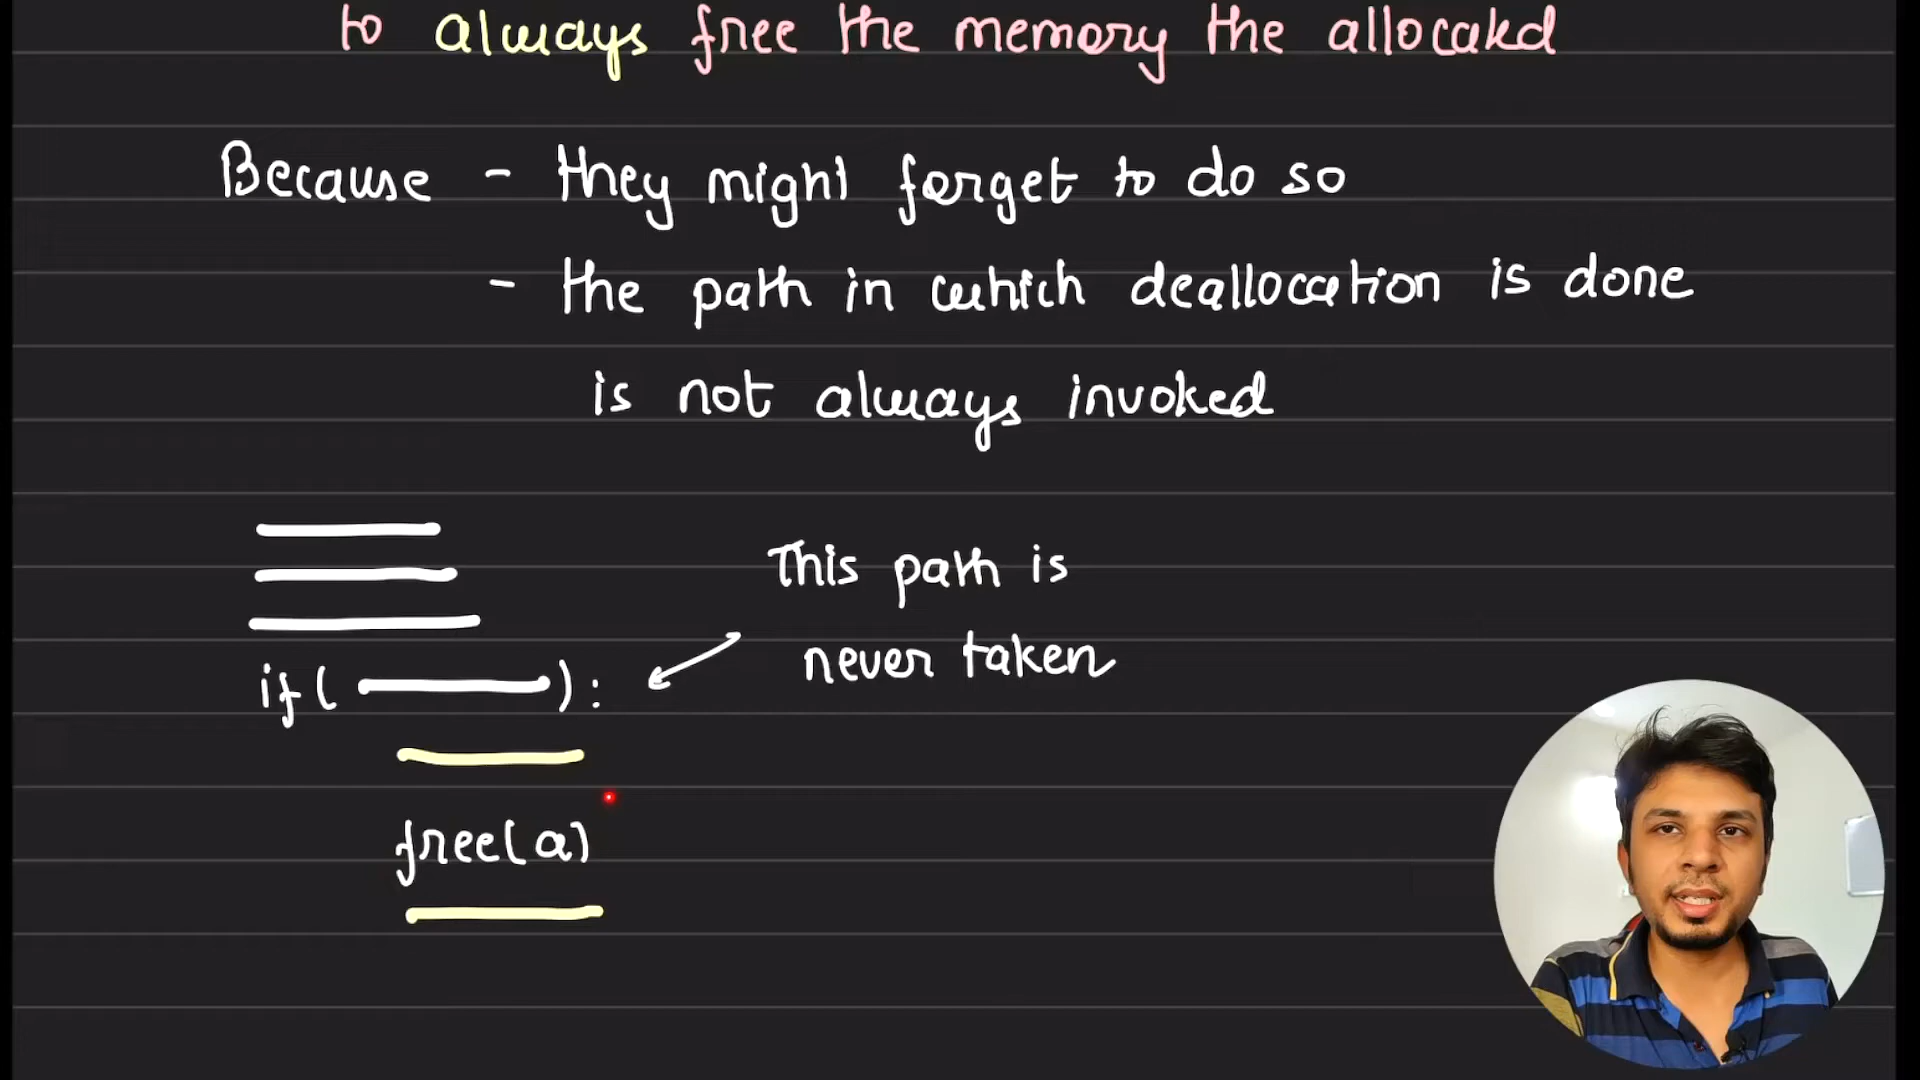 to always free the memory the allocated
Because - they might forget to do so
- the path in which deallocation is done
is not always invoked
This path is
never taken
if( ):
free(a)